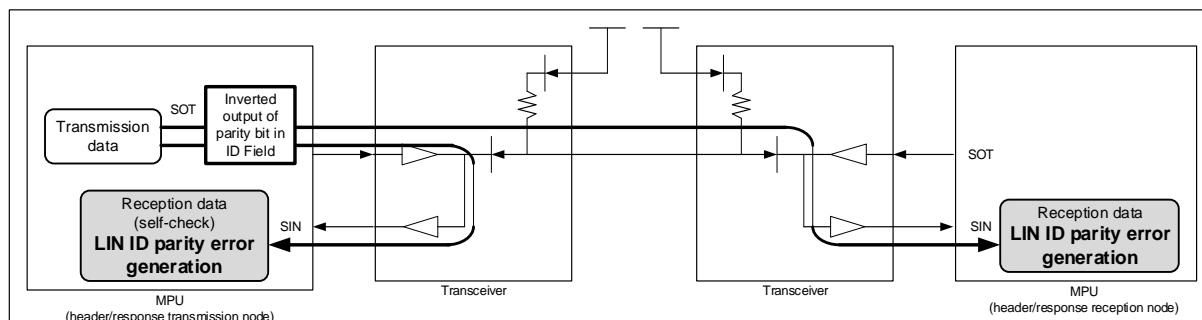 SOT
Transmission
data
Inverted
output of
parity bit in
ID Field
Reception data
(self-check)
LIN ID parity error
generation
SIN
MPU
(header/response transmission node)
Transceiver
Transceiver
SOT
SIN
Reception data
LIN ID parity error
generation
MPU
(header/response reception node)